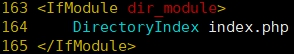 163 <IfModule dir_module>
164     DirectoryIndex index.php
165 </IfModule>